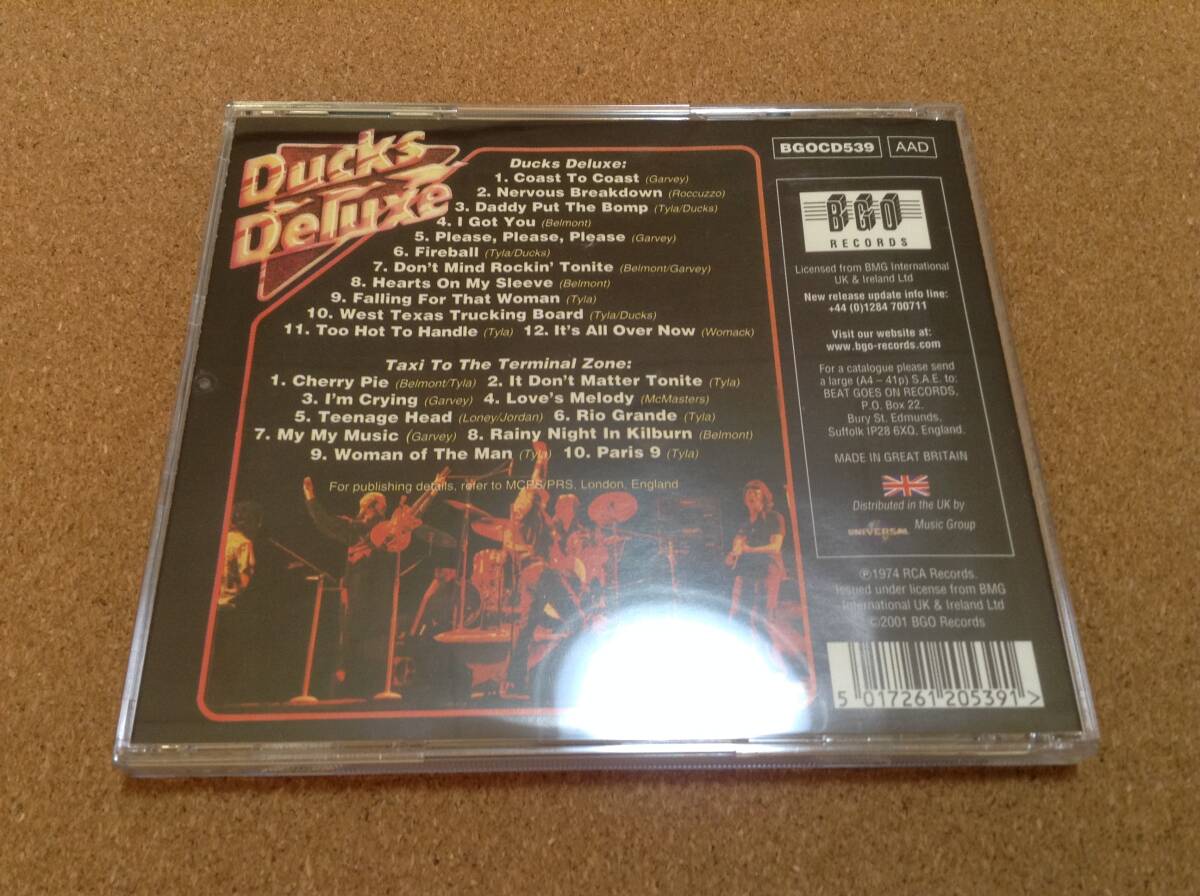 Ducks
Deluxe
Ducks Deluxe:
1. Coast To Coast (Garvey)
2. Nervous Breakdown (Roccuzzo)
3. Daddy Put The Bomp (Tyla/Ducks)
4. I Got You (Belmont)
5. Please, Please, Please (Garvey)
6. Fireball (Tyla/Ducks)
7. Don't Mind Rockin' Tonite (Belmont/Garvey)
8. Hearts On My Sleeve (Belmont)
9. Falling For That Woman (Tyla)
10. West Texas Trucking Board (Tyla/Ducks)
11. Too Hot To Handle (Tyla) 12. It's All Over Now (Womack)
Taxi To The Terminal Zone:
1. Cherry Pie (Belmont/Tyla) 2. It Don't Matter Tonite (Tyla)
3. I'm Crying (Garvey) 4. Love's Melody (McMasters)
5. Teenage Head (Loney/Jordan) 6. Rio Grande (Tyla)
7. My My Music (Garvey) 8. Rainy Night In Kilburn (Belmont)
9. Woman of The Man (Tyla) 10. Paris 9 (Tyla)
For publishing details, refer to MCPS/PRS, London, England
BGOCD539 AAD
BGO
RECORDS
Licensed from BMG International
UK & Ireland Ltd
New release update info line:
+44 (0)1284 700711
Visit our website at:
www.bgo-records.com
For a catalogue please send
a large (A4 – 41p) S.A.E. to:
BEAT GOES ON RECORDS,
P.O. Box 22,
Bury St. Edmunds,
Suffolk IP28 6XQ, England.
MADE IN GREAT BRITAIN
Distributed in the UK by
UNIVERSAL Music Group
℗1974 RCA Records.
Issued under license from BMG
International UK & Ireland Ltd
©2001 BGO Records
5 017261 205391 >